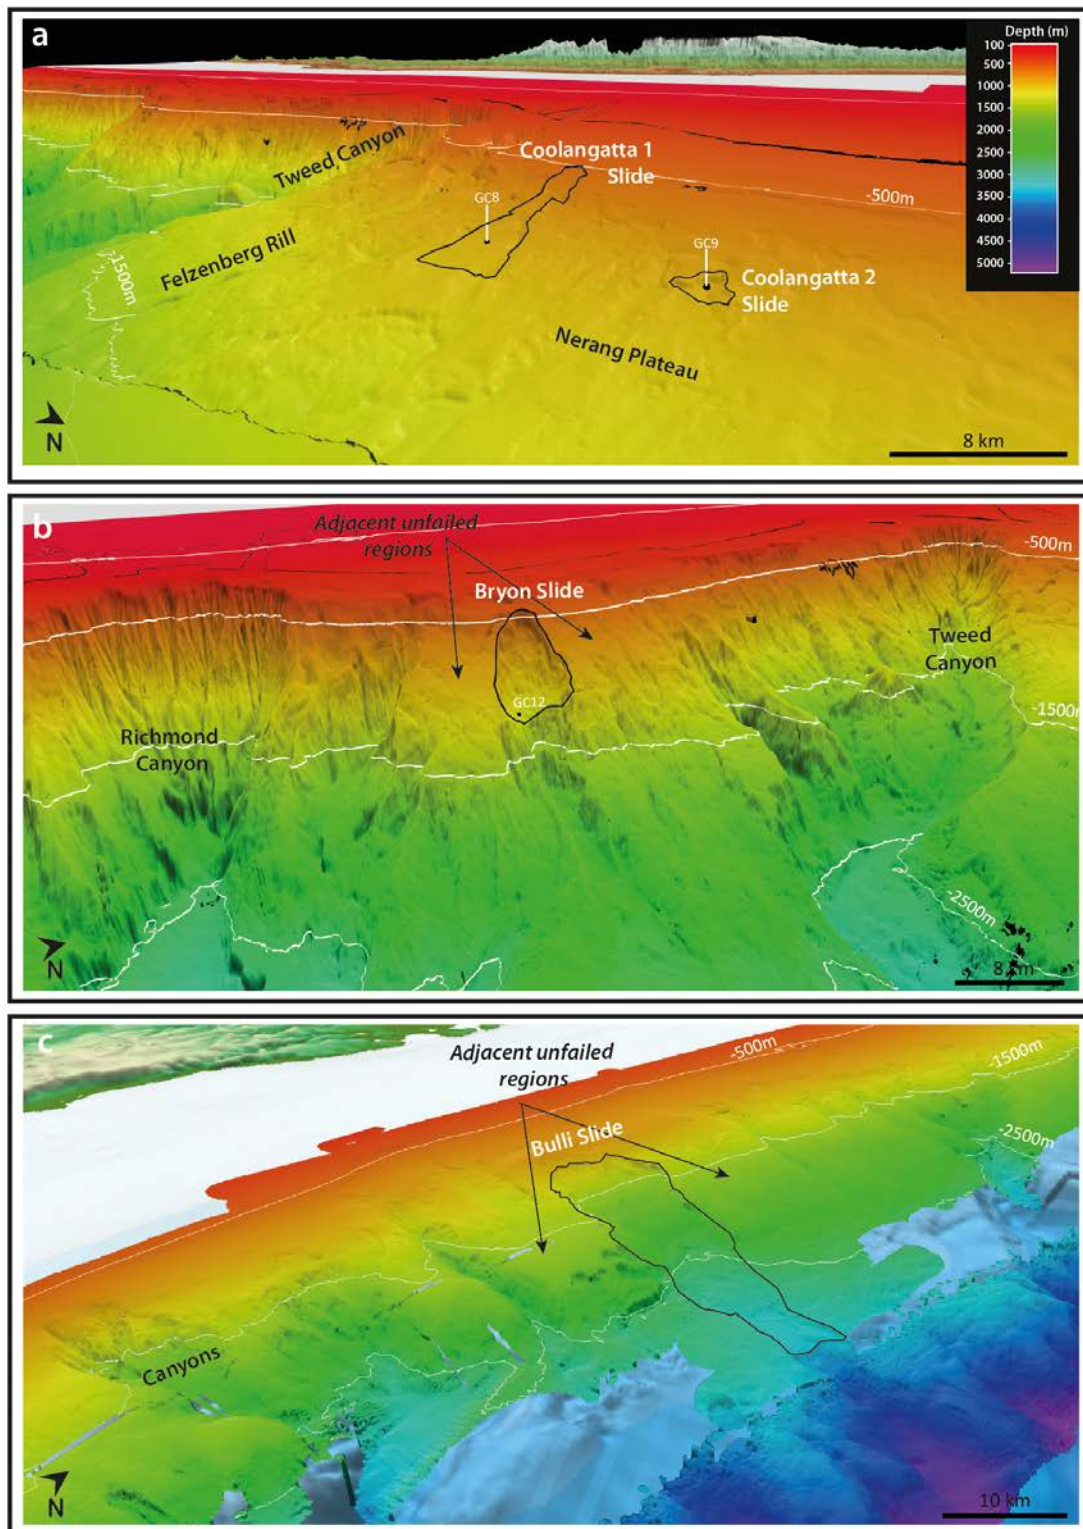 a
Depth (m)
100
500
1000
1500
2000
2500
3000
3500
4000
4500
5000
Tweed Canyon
Coolangatta 1
Slide
-500m
GC8
GC9
Felzenberg Rill
1500m
Coolangatta 2
Slide
Nerang Plateau
N
8 km
b
Adjacent unfailed
regions
-500m
Bryon Slide
Tweed
Canyon
GC12
-1500m
Richmond
Canyon
-2500m
N
8 km
c
Adjacent unfailed
regions
-500m
-1500m
Bulli Slide
-2500m
Canyons
N
10 km